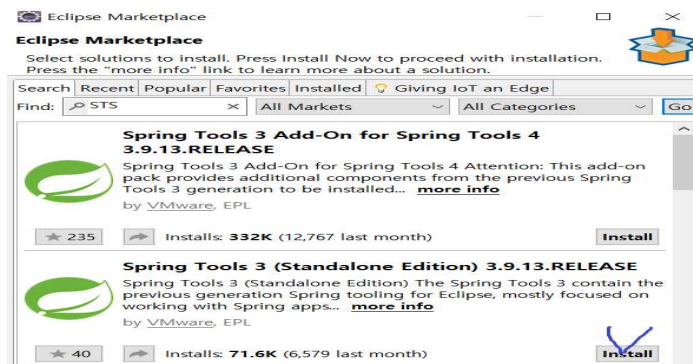 Eclipse Marketplace
Eclipse Marketplace
Select solutions to install. Press Install Now to proceed with installation.
Press the "more info" link to learn more about a solution.
Search Recent Popular Favorites Installed Giving IoT an Edge
Find: STS All Markets All Categories Go
Spring Tools 3 Add-On for Spring Tools 4
3.9.13.RELEASE
Spring Tools 3 Add-On for Spring Tools 4 Attention: This add-on
pack provides additional components from the previous Spring
Tools 3 generation to be installed... more info
by VMware, EPL
235 Installs: 332K (12,767 last month) Install
Spring Tools 3 (Standalone Edition) 3.9.13.RELEASE
Spring Tools 3 (Standalone Edition) The Spring Tools 3 contain the
previous generation Spring tooling for Eclipse, mostly focused on
working with Spring apps... more info
by VMware, EPL
40 Installs: 71.6K (6,579 last month) Install